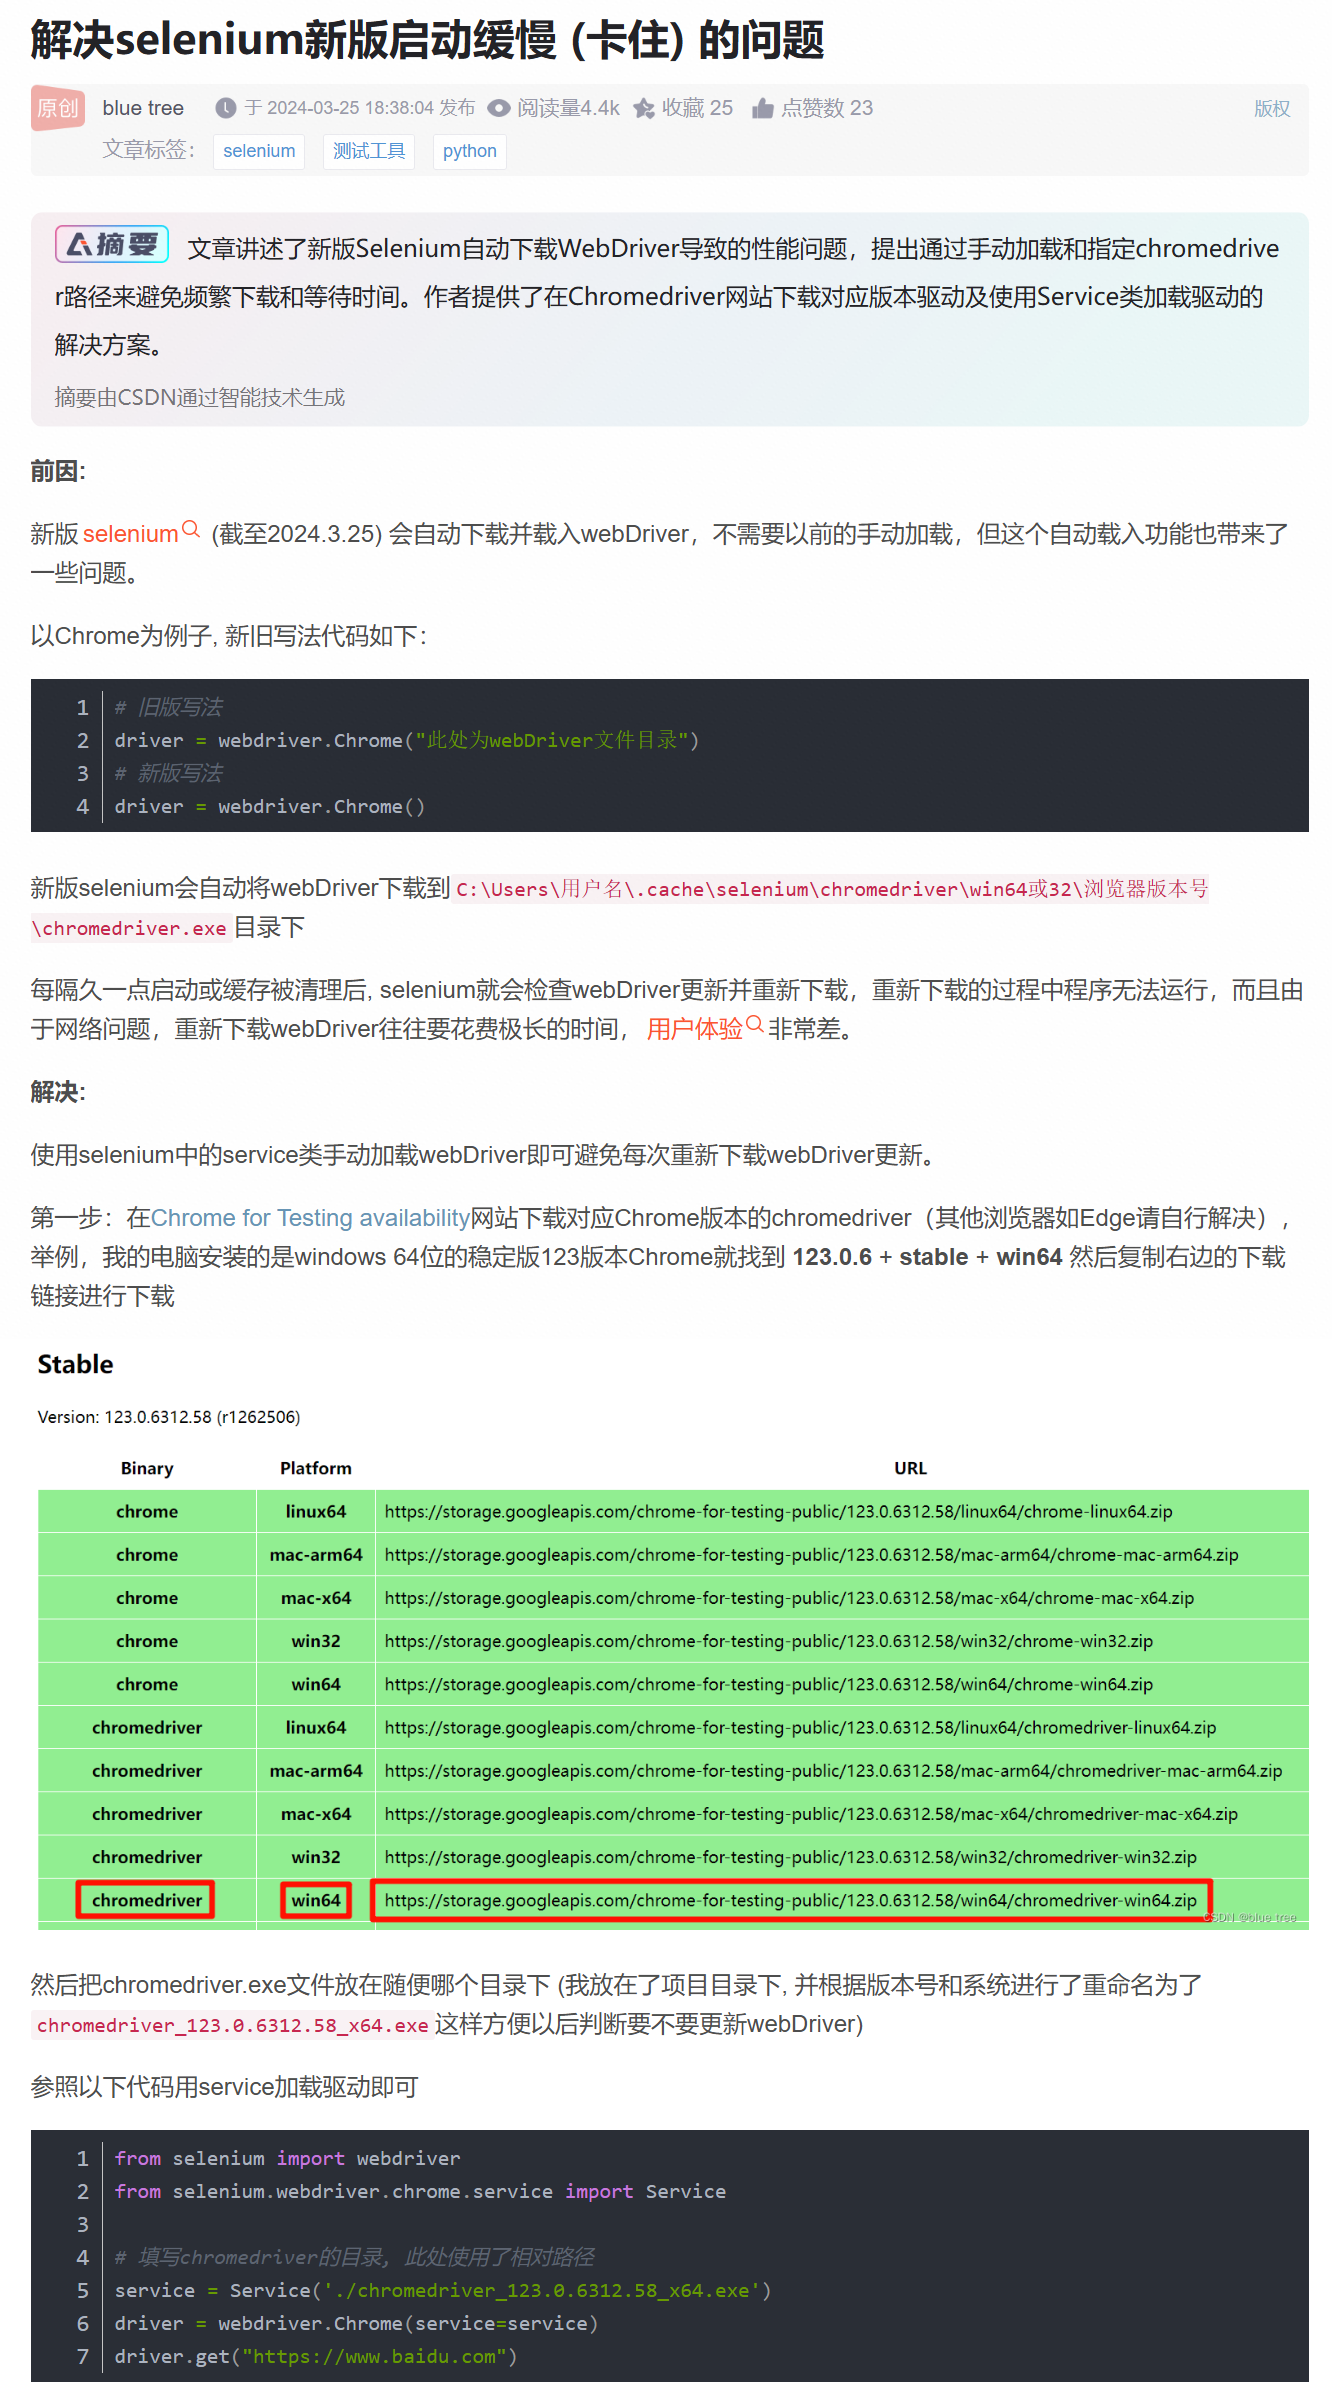 解决selenium新版启动缓慢 (卡住) 的问题
原创 blue tree 于 2024-03-25 18:38:04 发布 阅读量4.4k 收藏 25 点赞数 23 版权
文章标签： selenium 测试工具 python
摘要 文章讲述了新版Selenium自动下载WebDriver导致的性能问题，提出通过手动加载和指定chromedrive
r路径来避免频繁下载和等待时间。作者提供了在Chromedriver网站下载对应版本驱动及使用Service类加载驱动的
解决方案。
摘要由CSDN通过智能技术生成
前因:
新版 selenium (截至2024.3.25) 会自动下载并载入webDriver，不需要以前的手动加载，但这个自动载入功能也带来了
一些问题。
以Chrome为例子, 新旧写法代码如下：
1 # 旧版写法
2 driver = webdriver.Chrome("此处为webDriver文件目录")
3 # 新版写法
4 driver = webdriver.Chrome()
新版selenium会自动将webDriver下载到 C:\Users\用户名\.cache\selenium\chromedriver\win64或32\浏览器版本号
\chromedriver.exe 目录下
每隔久一点启动或缓存被清理后, selenium就会检查webDriver更新并重新下载，重新下载的过程中程序无法运行，而且由
于网络问题，重新下载webDriver往往要花费极长的时间， 用户体验 非常差。
解决:
使用selenium中的service类手动加载webDriver即可避免每次重新下载webDriver更新。
第一步：在Chrome for Testing availability网站下载对应Chrome版本的chromedriver（其他浏览器如Edge请自行解决），
举例，我的电脑安装的是windows 64位的稳定版123版本Chrome就找到 123.0.6 + stable + win64 然后复制右边的下载
链接进行下载
Stable
Version: 123.0.6312.58 (r1262506)
Binary Platform URL
chrome linux64 https://storage.googleapis.com/chrome-for-testing-public/123.0.6312.58/linux64/chrome-linux64.zip
chrome mac-arm64 https://storage.googleapis.com/chrome-for-testing-public/123.0.6312.58/mac-arm64/chrome-mac-arm64.zip
chrome mac-x64 https://storage.googleapis.com/chrome-for-testing-public/123.0.6312.58/mac-x64/chrome-mac-x64.zip
chrome win32 https://storage.googleapis.com/chrome-for-testing-public/123.0.6312.58/win32/chrome-win32.zip
chrome win64 https://storage.googleapis.com/chrome-for-testing-public/123.0.6312.58/win64/chrome-win64.zip
chromedriver linux64 https://storage.googleapis.com/chrome-for-testing-public/123.0.6312.58/linux64/chromedriver-linux64.zip
chromedriver mac-arm64 https://storage.googleapis.com/chrome-for-testing-public/123.0.6312.58/mac-arm64/chromedriver-mac-arm64.zip
chromedriver mac-x64 https://storage.googleapis.com/chrome-for-testing-public/123.0.6312.58/mac-x64/chromedriver-mac-x64.zip
chromedriver win32 https://storage.googleapis.com/chrome-for-testing-public/123.0.6312.58/win32/chromedriver-win32.zip
chromedriver win64 https://storage.googleapis.com/chrome-for-testing-public/123.0.6312.58/win64/chromedriver-win64.zip
CSDN @blue tree
然后把chromedriver.exe文件放在随便哪个目录下 (我放在了项目目录下, 并根据版本号和系统进行了重命名为了
chromedriver_123.0.6312.58_x64.exe 这样方便以后判断要不要更新webDriver)
参照以下代码用service加载驱动即可
1 from selenium import webdriver
2 from selenium.webdriver.chrome.service import Service
3
4 # 填写chromedriver的目录, 此处使用了相对路径
5 service = Service('./chromedriver_123.0.6312.58_x64.exe')
6 driver = webdriver.Chrome(service=service)
7 driver.get("https://www.baidu.com")